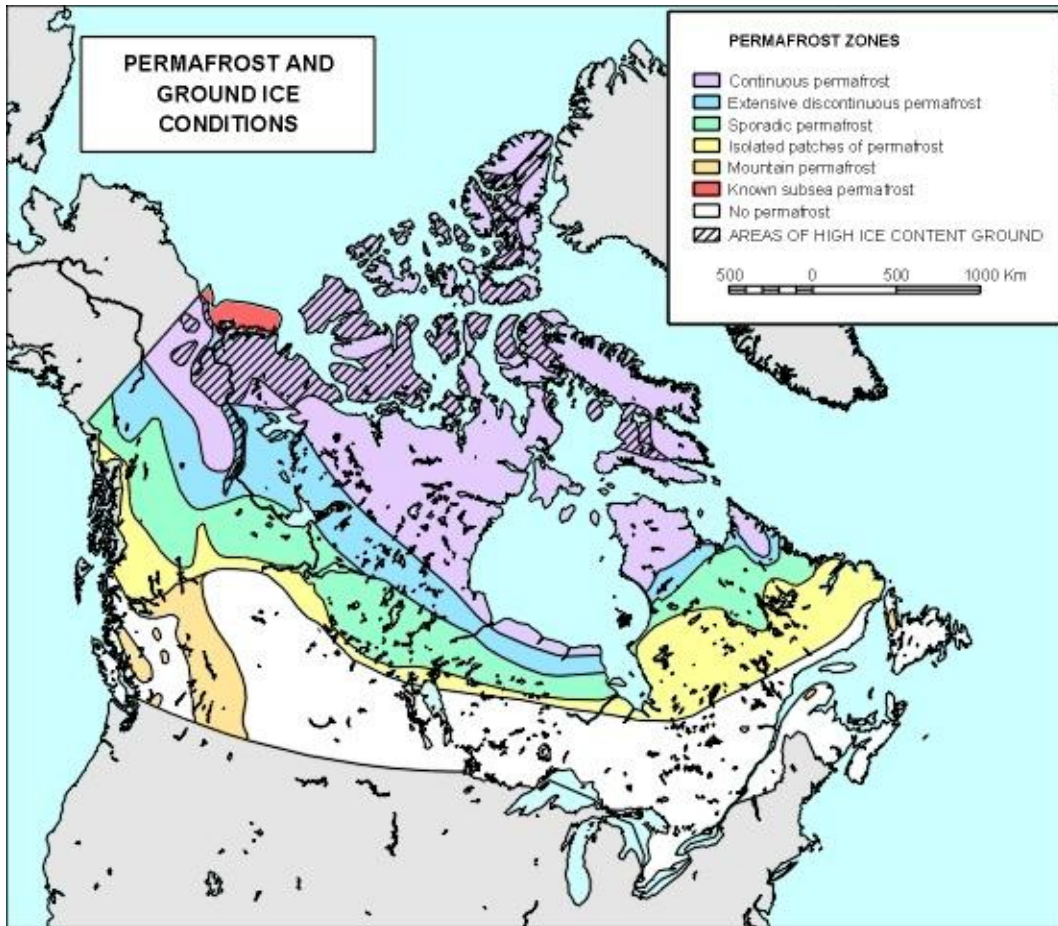 PERMAFROST AND
GROUND ICE
CONDITIONS
PERMAFROST ZONES
Continuous permafrost
Extensive discontinuous permafrost
Sporadic permafrost
Isolated patches of permafrost
Mountain permafrost
Known subsea permafrost
No permafrost
AREAS OF HIGH ICE CONTENT GROUND
500 0 500 1000 Km